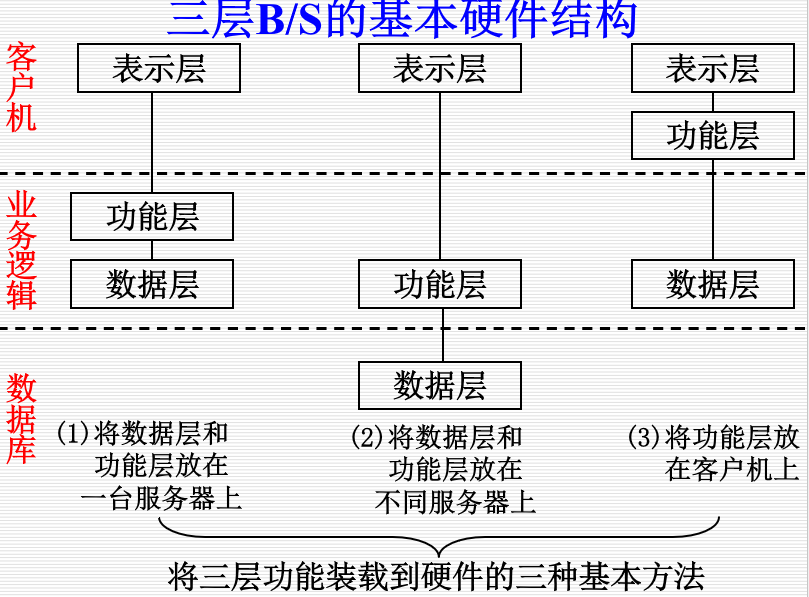 三层B/S的基本硬件结构
客户机
表示层
表示层
表示层
功能层
业务逻辑
功能层
数据层
功能层
数据层
数据库
数据层
(1)将数据层和
功能层放在
一台服务器上
(2)将数据层和
功能层放在
不同服务器上
(3)将功能层放
在客户机上
将三层功能装载到硬件的三种基本方法